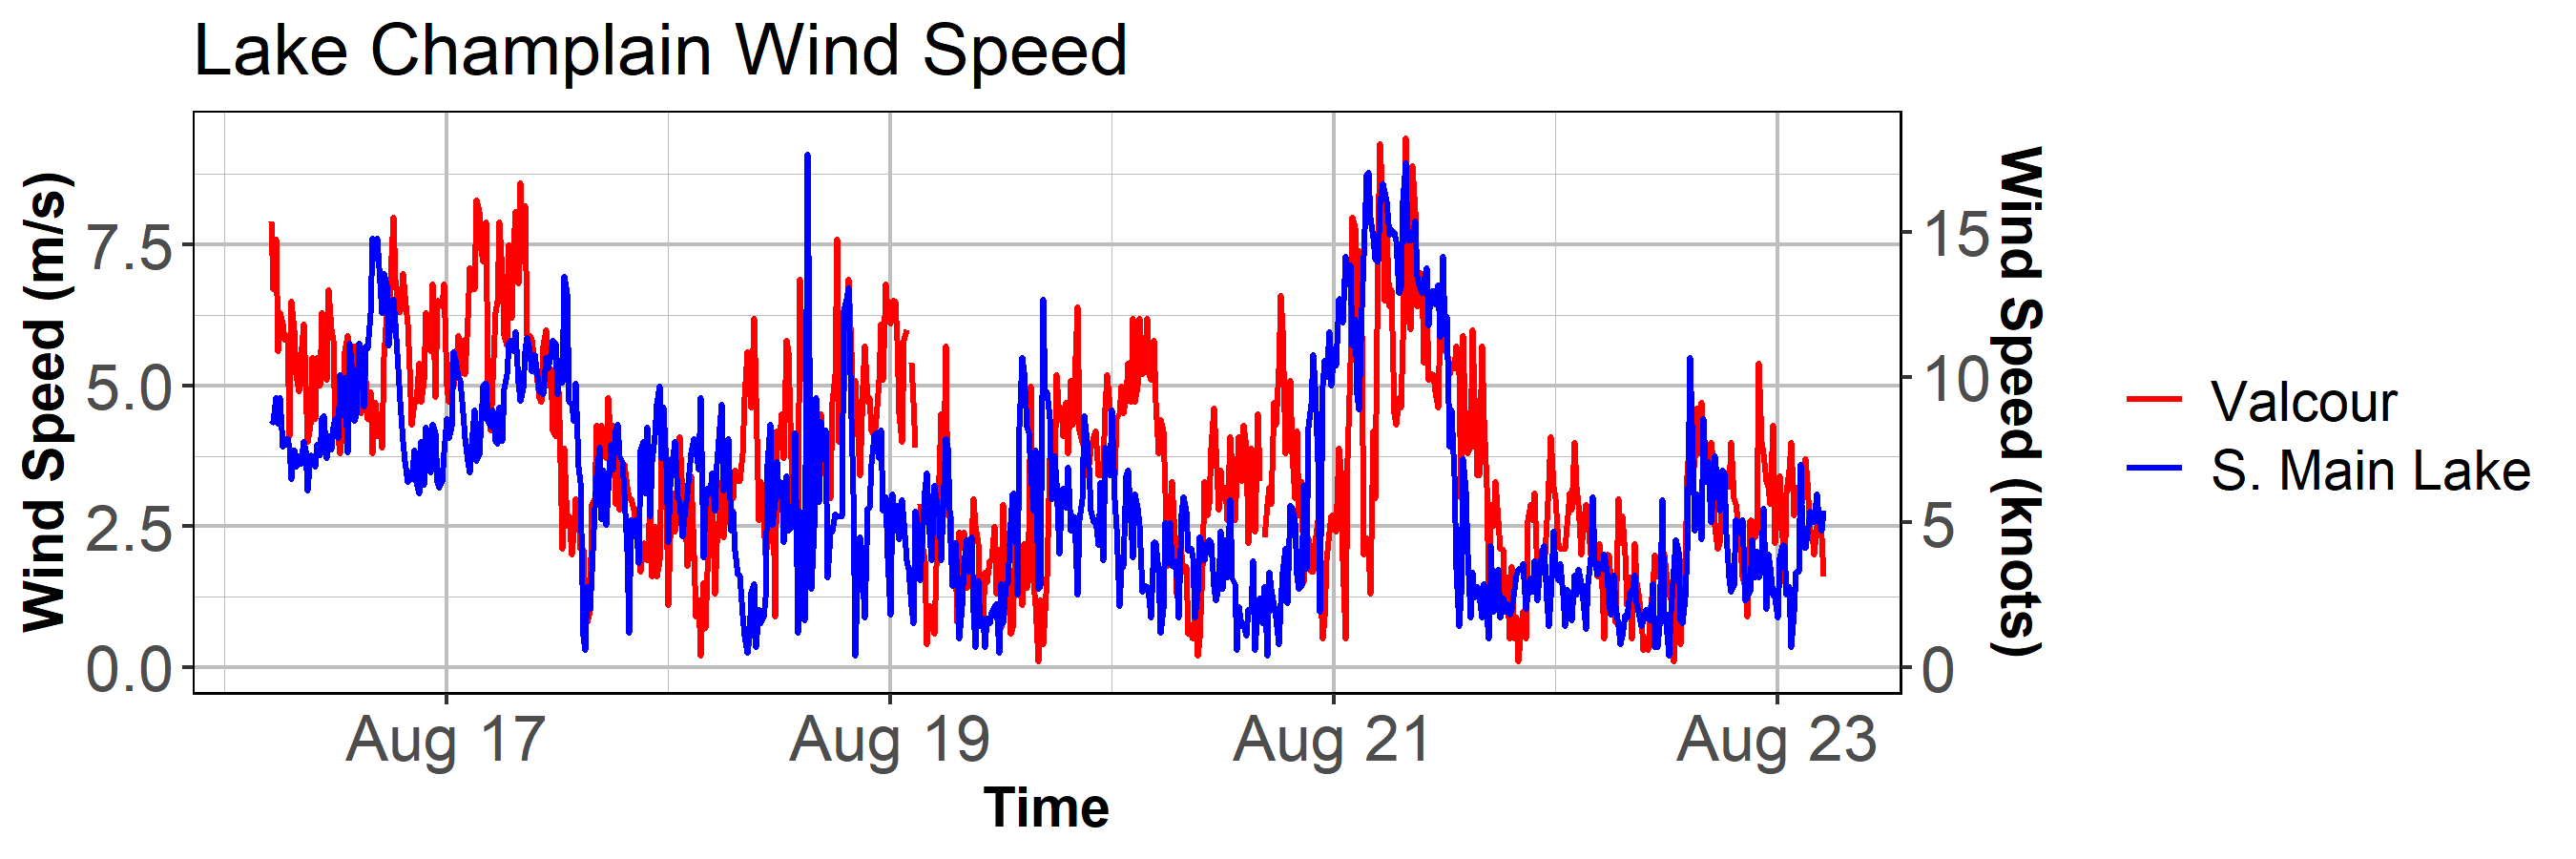 Lake Champlain Wind Speed
Wind Speed (m/s)
7.5
5.0
2.5
0.0
15
10
5
0
Wind Speed (knots)
Aug 17
Aug 19
Aug 21
Aug 23
Time
Valcour
S. Main Lake